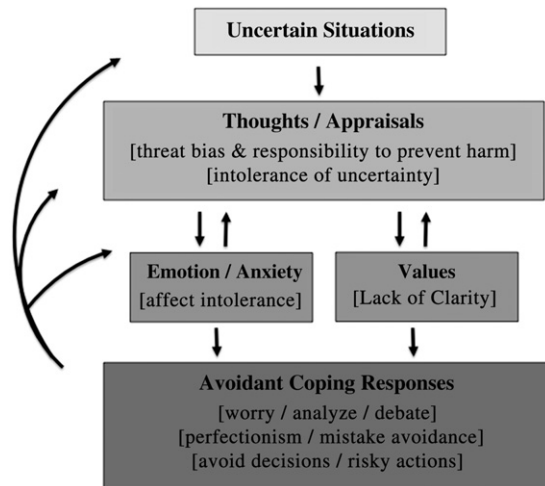 Uncertain Situations
Thoughts / Appraisals
[threat bias & responsibility to prevent harm]
[intolerance of uncertainty]
Emotion / Anxiety
[affect intolerance]
Values
[Lack of Clarity]
Avoidant Coping Responses
[worry / analyze / debate]
[perfectionism / mistake avoidance]
[avoid decisions / risky actions]